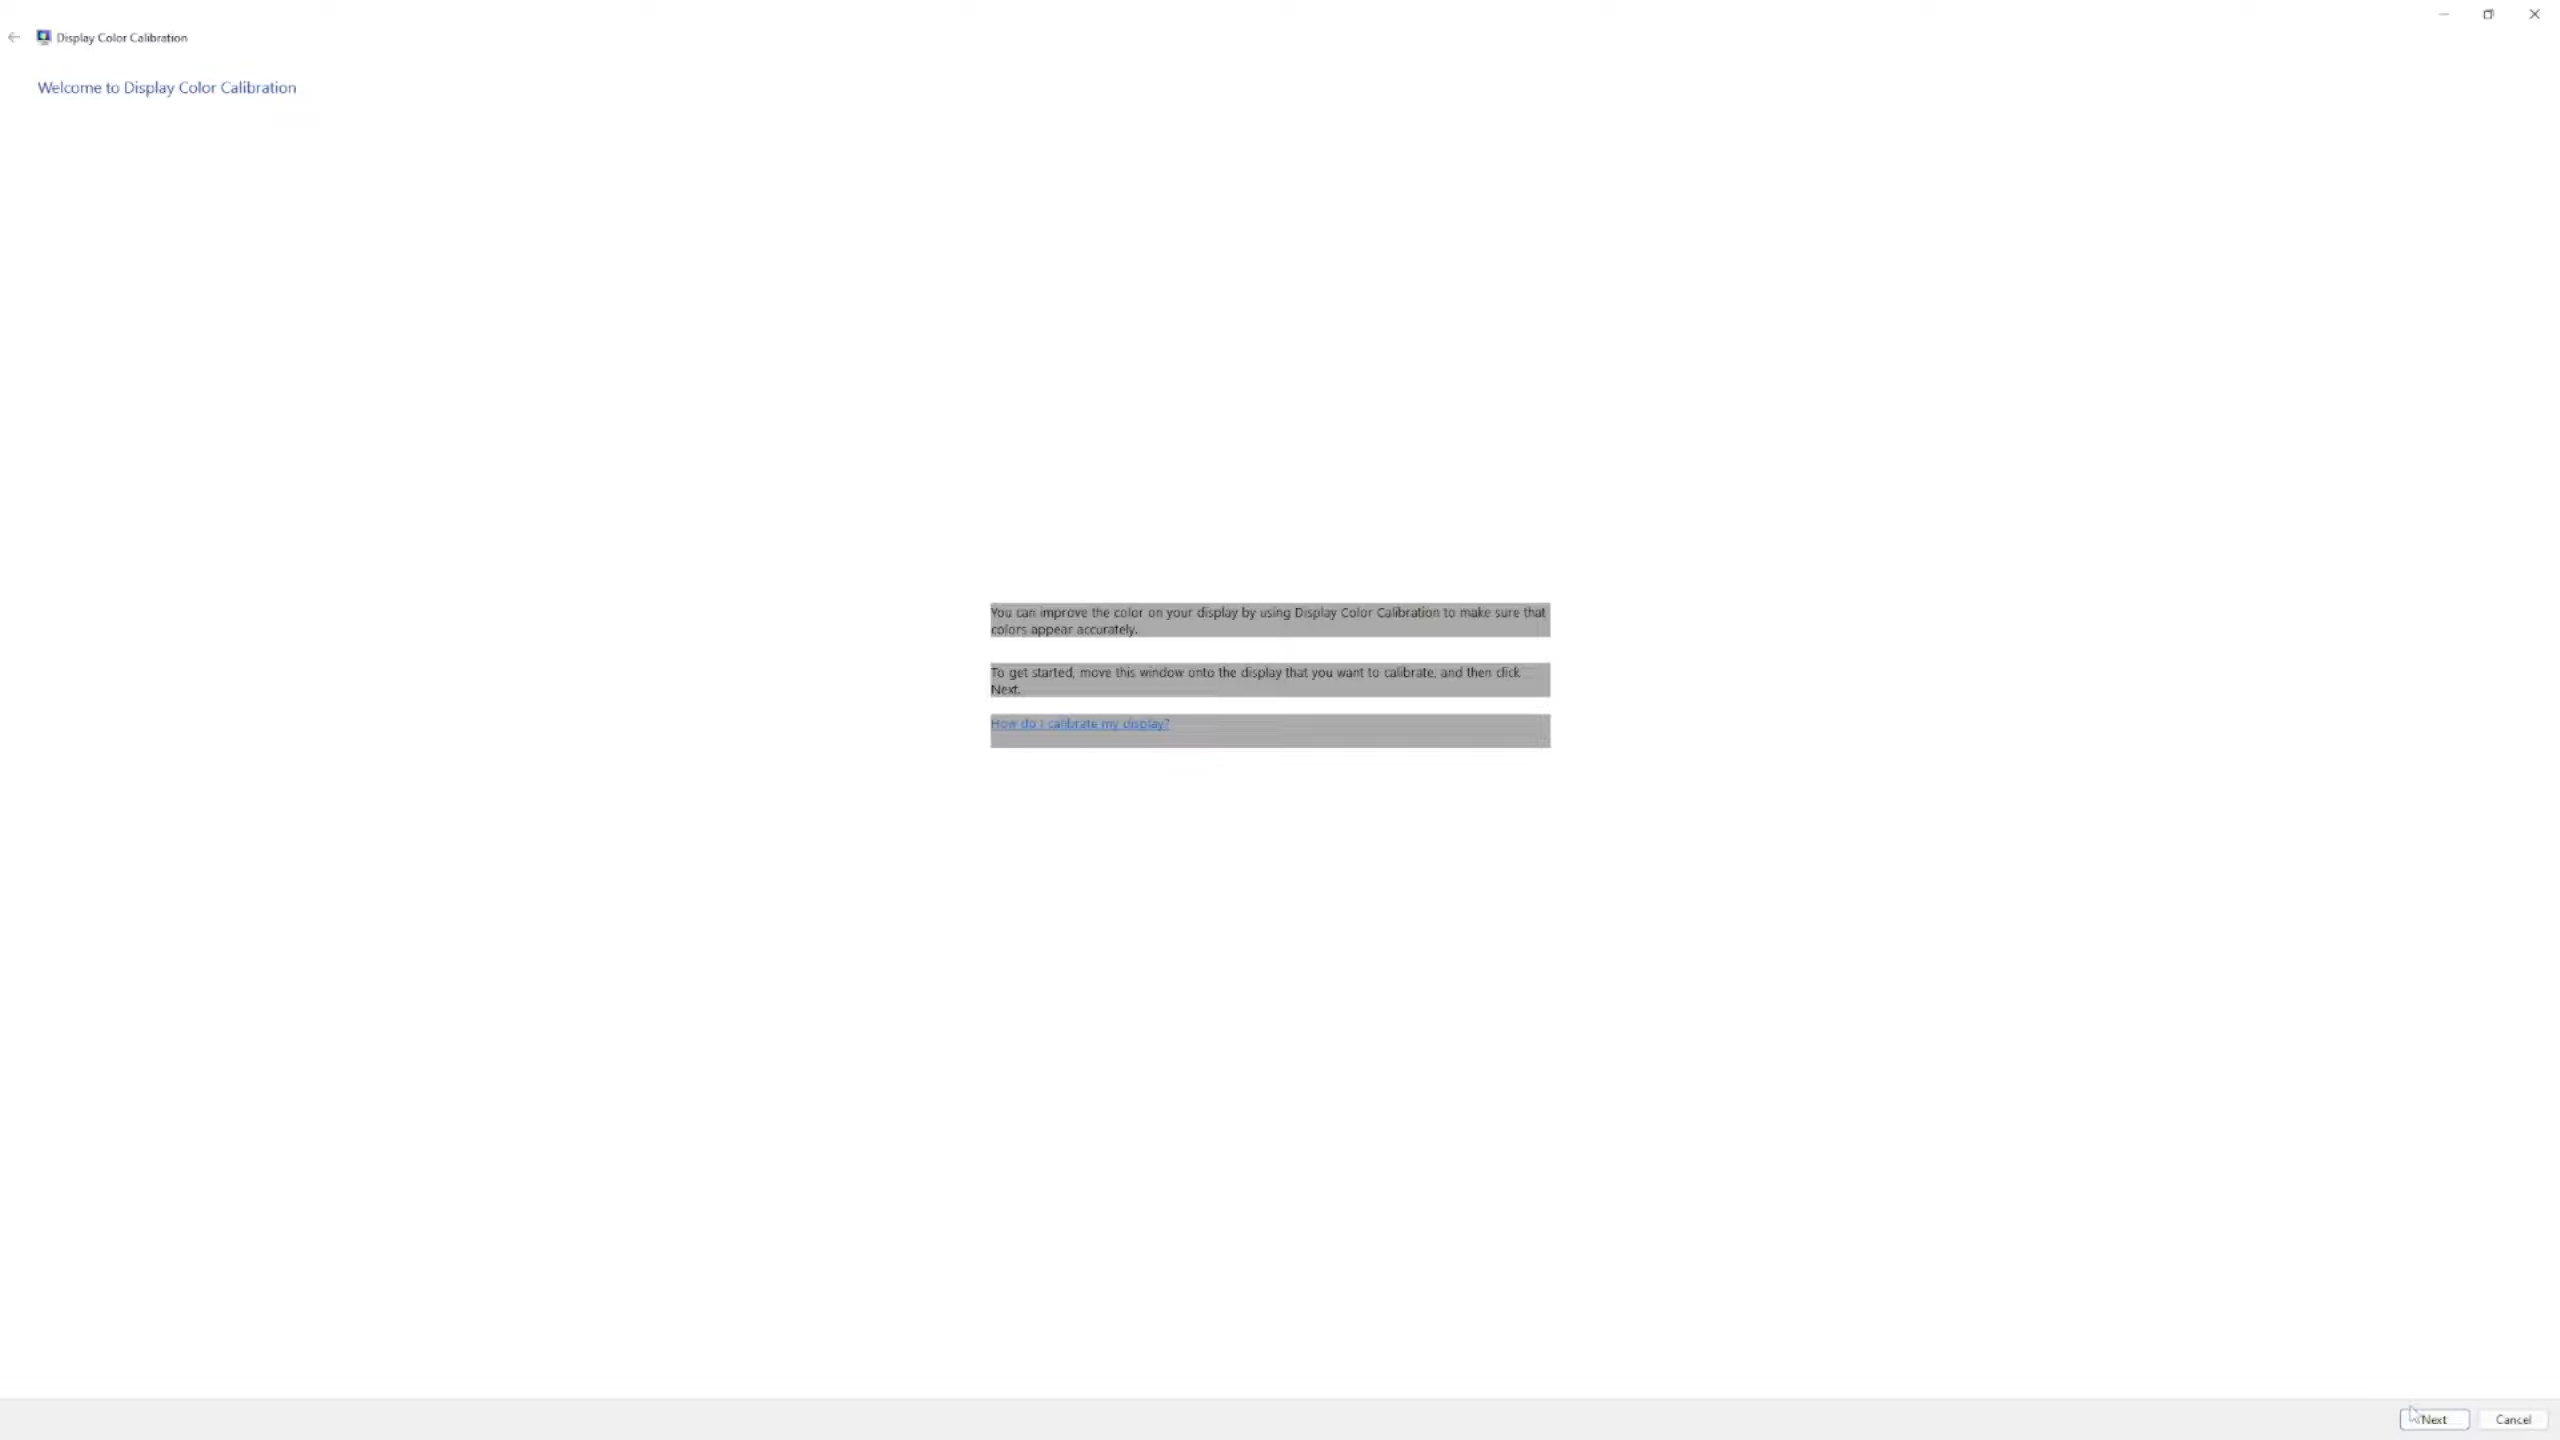 Display Color Calibration
Welcome to Display Color Calibration
You can improve the color on your display by using Display Color Calibration to make sure that
colors appear accurately.
To get started, move this window onto the display that you want to calibrate, and then click
Next.
How do I calibrate my display?
Next
Cancel